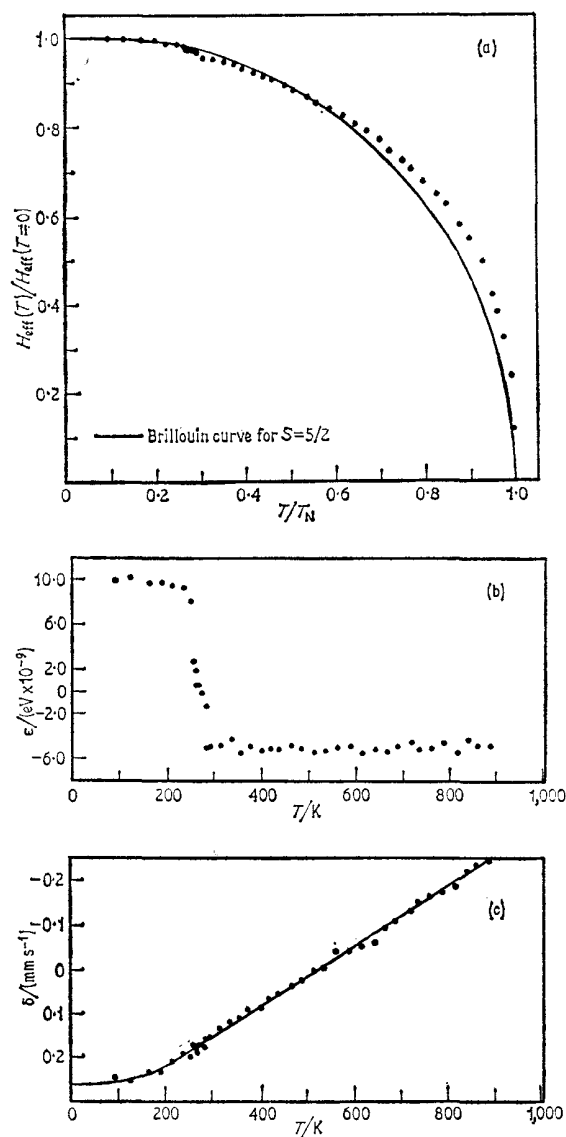 (a)
H_eff(T)/H_eff(T=0)
1·0
0·8
0·6
0·4
0·2
Brillouin curve for S=5/2
0 0·2 0·4 0·6 0·8 1·0
T/T_N
(b)
ε/(eV×10⁻⁹)
10·0
6·0
2·0
0
-2·0
-6·0
0 200 400 600 800 1,000
T/K
(c)
δ/(mm s⁻¹)
-0·2
-0·1
0
0·1
0·2
0 200 400 600 800 1,000
T/K